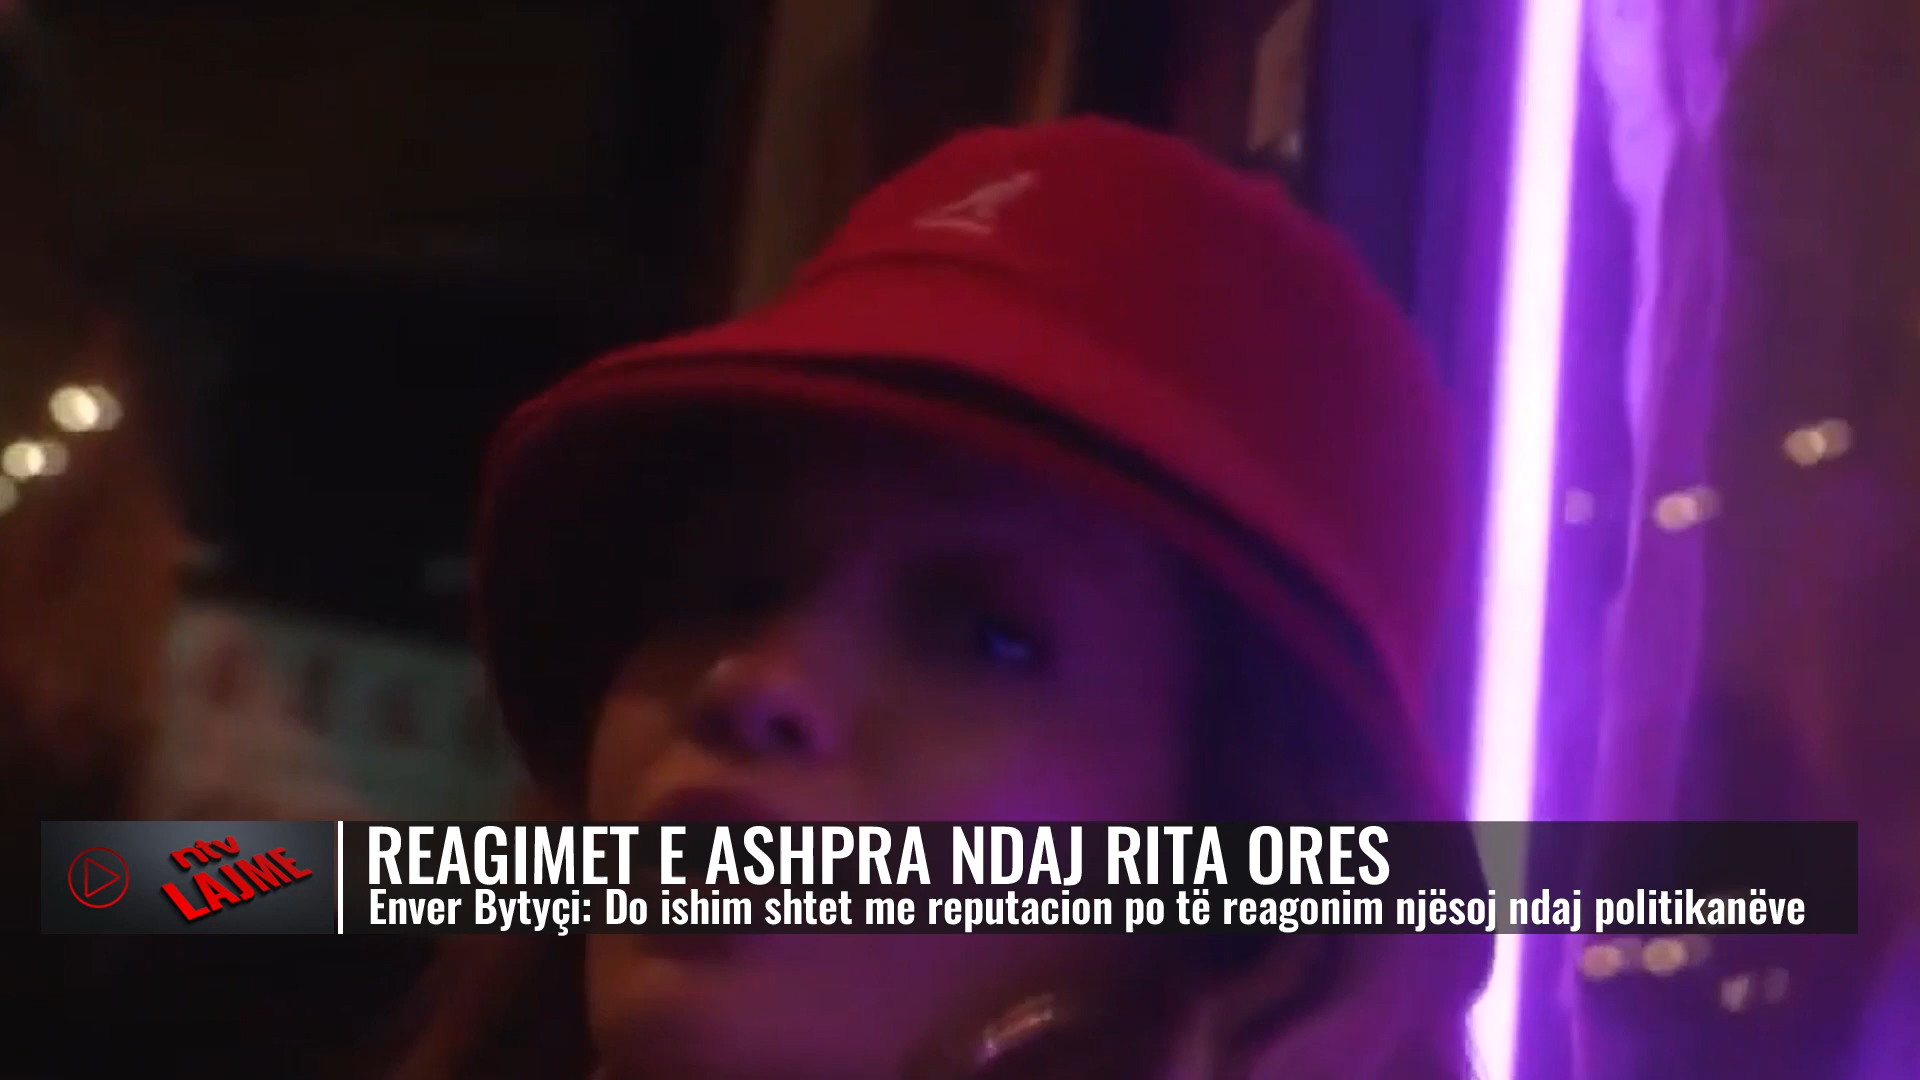 ntv
LAJME
REAGIMET E ASHPRA NDAJ RITA ORES
Enver Bytyçi: Do ishim shtet me reputacion po të reagonim njësoj ndaj politikanëve